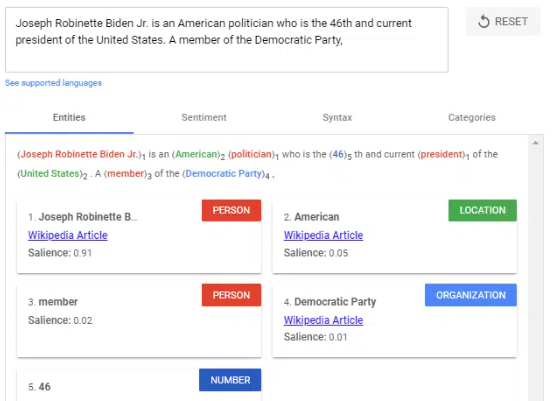 Joseph Robinette Biden Jr. is an American politician who is the 46th and current
president of the United States. A member of the Democratic Party,
RESET
See supported languages
Entities Sentiment Syntax Categories
⟨Joseph Robinette Biden Jr.⟩1 is an ⟨American⟩2 ⟨politician⟩1 who is the ⟨46⟩5 th and current ⟨president⟩1 of the
⟨United States⟩2 . A ⟨member⟩3 of the ⟨Democratic Party⟩4 ,
PERSON
1. Joseph Robinette B...
Wikipedia Article
Salience: 0.91
LOCATION
2. American
Wikipedia Article
Salience: 0.05
PERSON
3. member
Salience: 0.02
ORGANIZATION
4. Democratic Party
Wikipedia Article
Salience: 0.01
NUMBER
5. 46